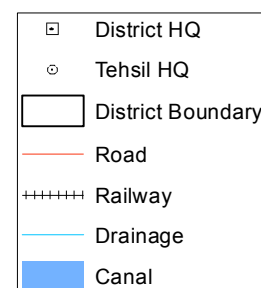 District HQ
Tehsil HQ
District Boundary
Road
Railway
Drainage
Canal